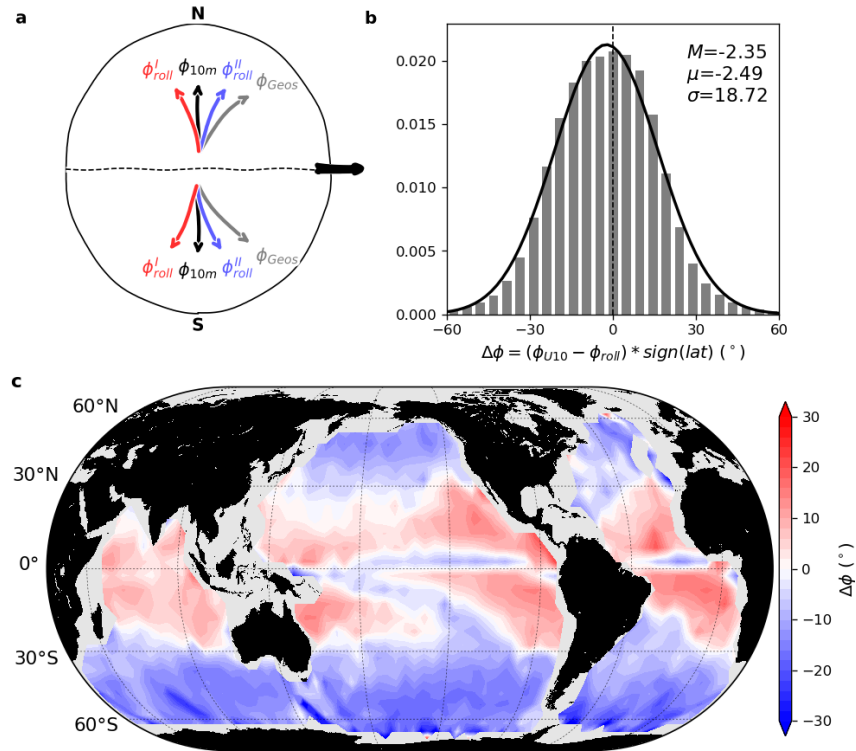 a
N
ϕ^I_roll ϕ_10m ϕ^II_roll ϕ_Geos
ϕ^I_roll ϕ_10m ϕ^II_roll ϕ_Geos
S
b
0.020
0.015
0.010
0.005
0.000
M=-2.35
μ=-2.49
σ=18.72
−60 −30 0 30 60
Δϕ = (ϕ_U10 − ϕ_roll) * sign(lat) (°)
c
60°N
30°N
0°
30°S
60°S
30
20
10
0
−10
−20
−30
Δϕ (°)